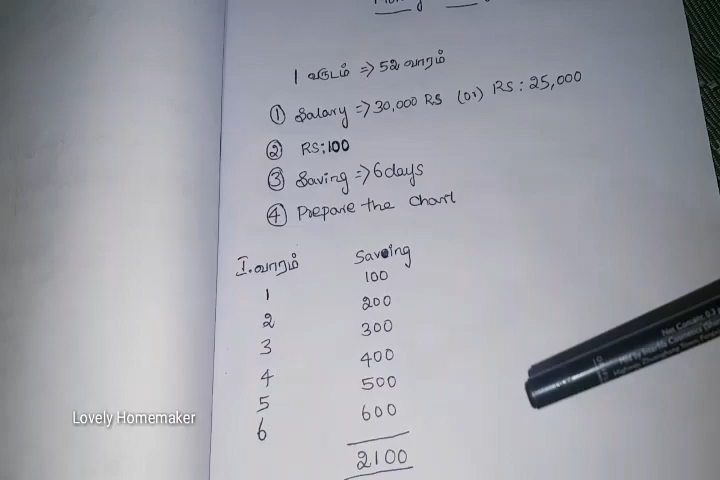 1 வருடம் => 52 வாரம்
① Salary => 30,000 RS (or) RS : 25,000
② RS:100
③ Saving => 6 days
④ Prepare the Chart
I. வாரம் Saving
1 100
2 200
3 300
4 400
5 500
6 600
2100
Lovely Homemaker